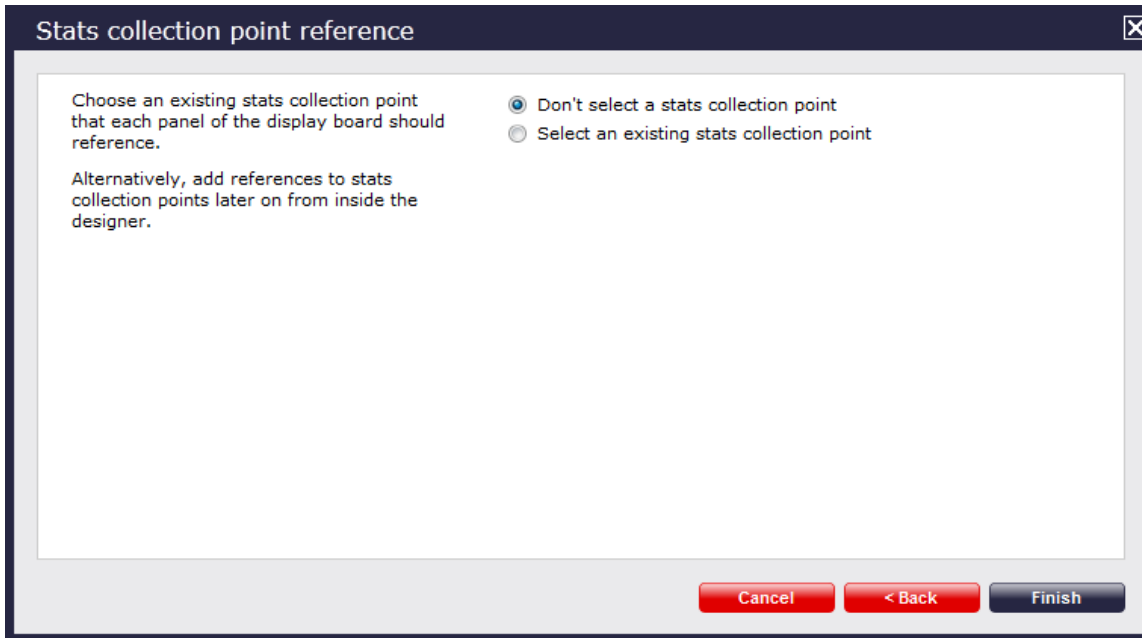 Stats collection point reference
Choose an existing stats collection point
that each panel of the display board should
reference.
Alternatively, add references to stats
collection points later on from inside the
designer.
Don't select a stats collection point
Select an existing stats collection point
Cancel
< Back
Finish